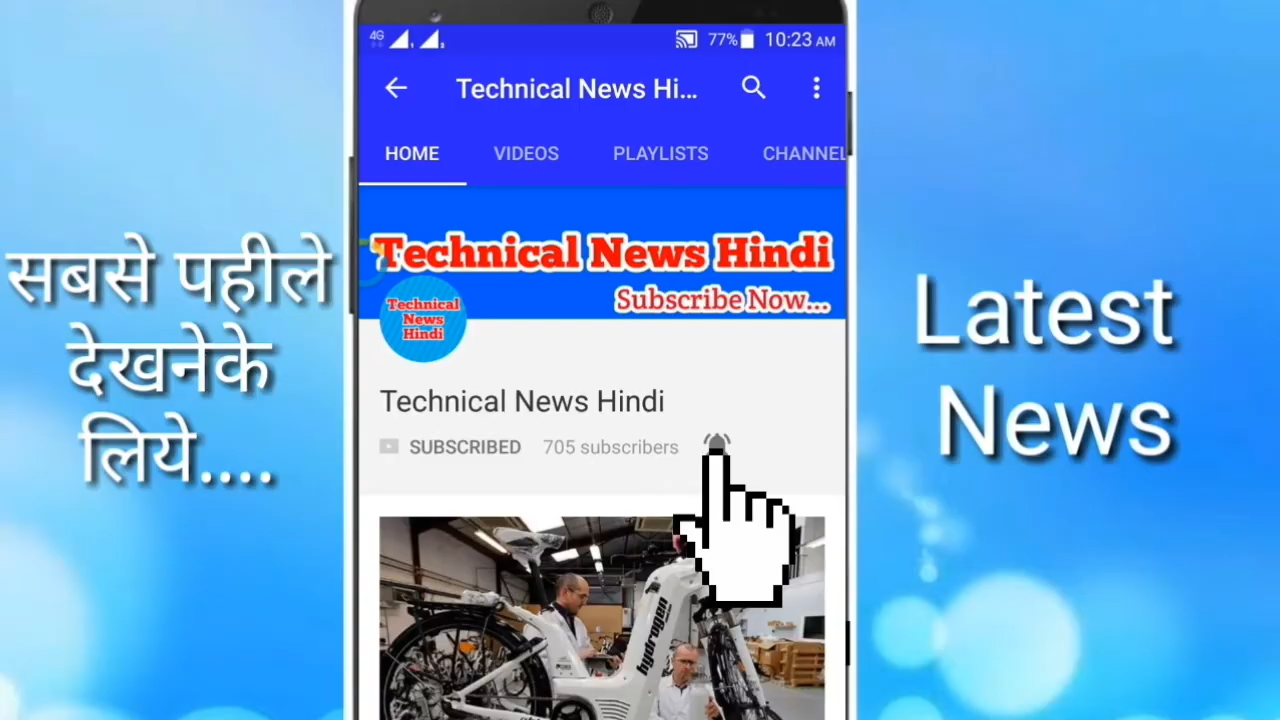 सबसे पहीले
देखनेके
लिये....
4G
77%
10:23 AM
Technical News Hi...
HOME
VIDEOS
PLAYLISTS
CHANNEL
Technical News Hindi
Subscribe Now...
Technical
News
Hindi
Technical News Hindi
SUBSCRIBED
705 subscribers
hydrogen
Latest
News